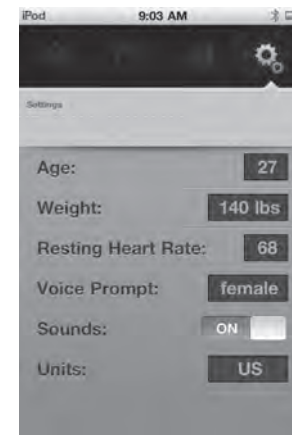 iPod 9:03 AM
Settings
Age: 27
Weight: 140 lbs
Resting Heart Rate: 68
Voice Prompt: female
Sounds: ON
Units: US